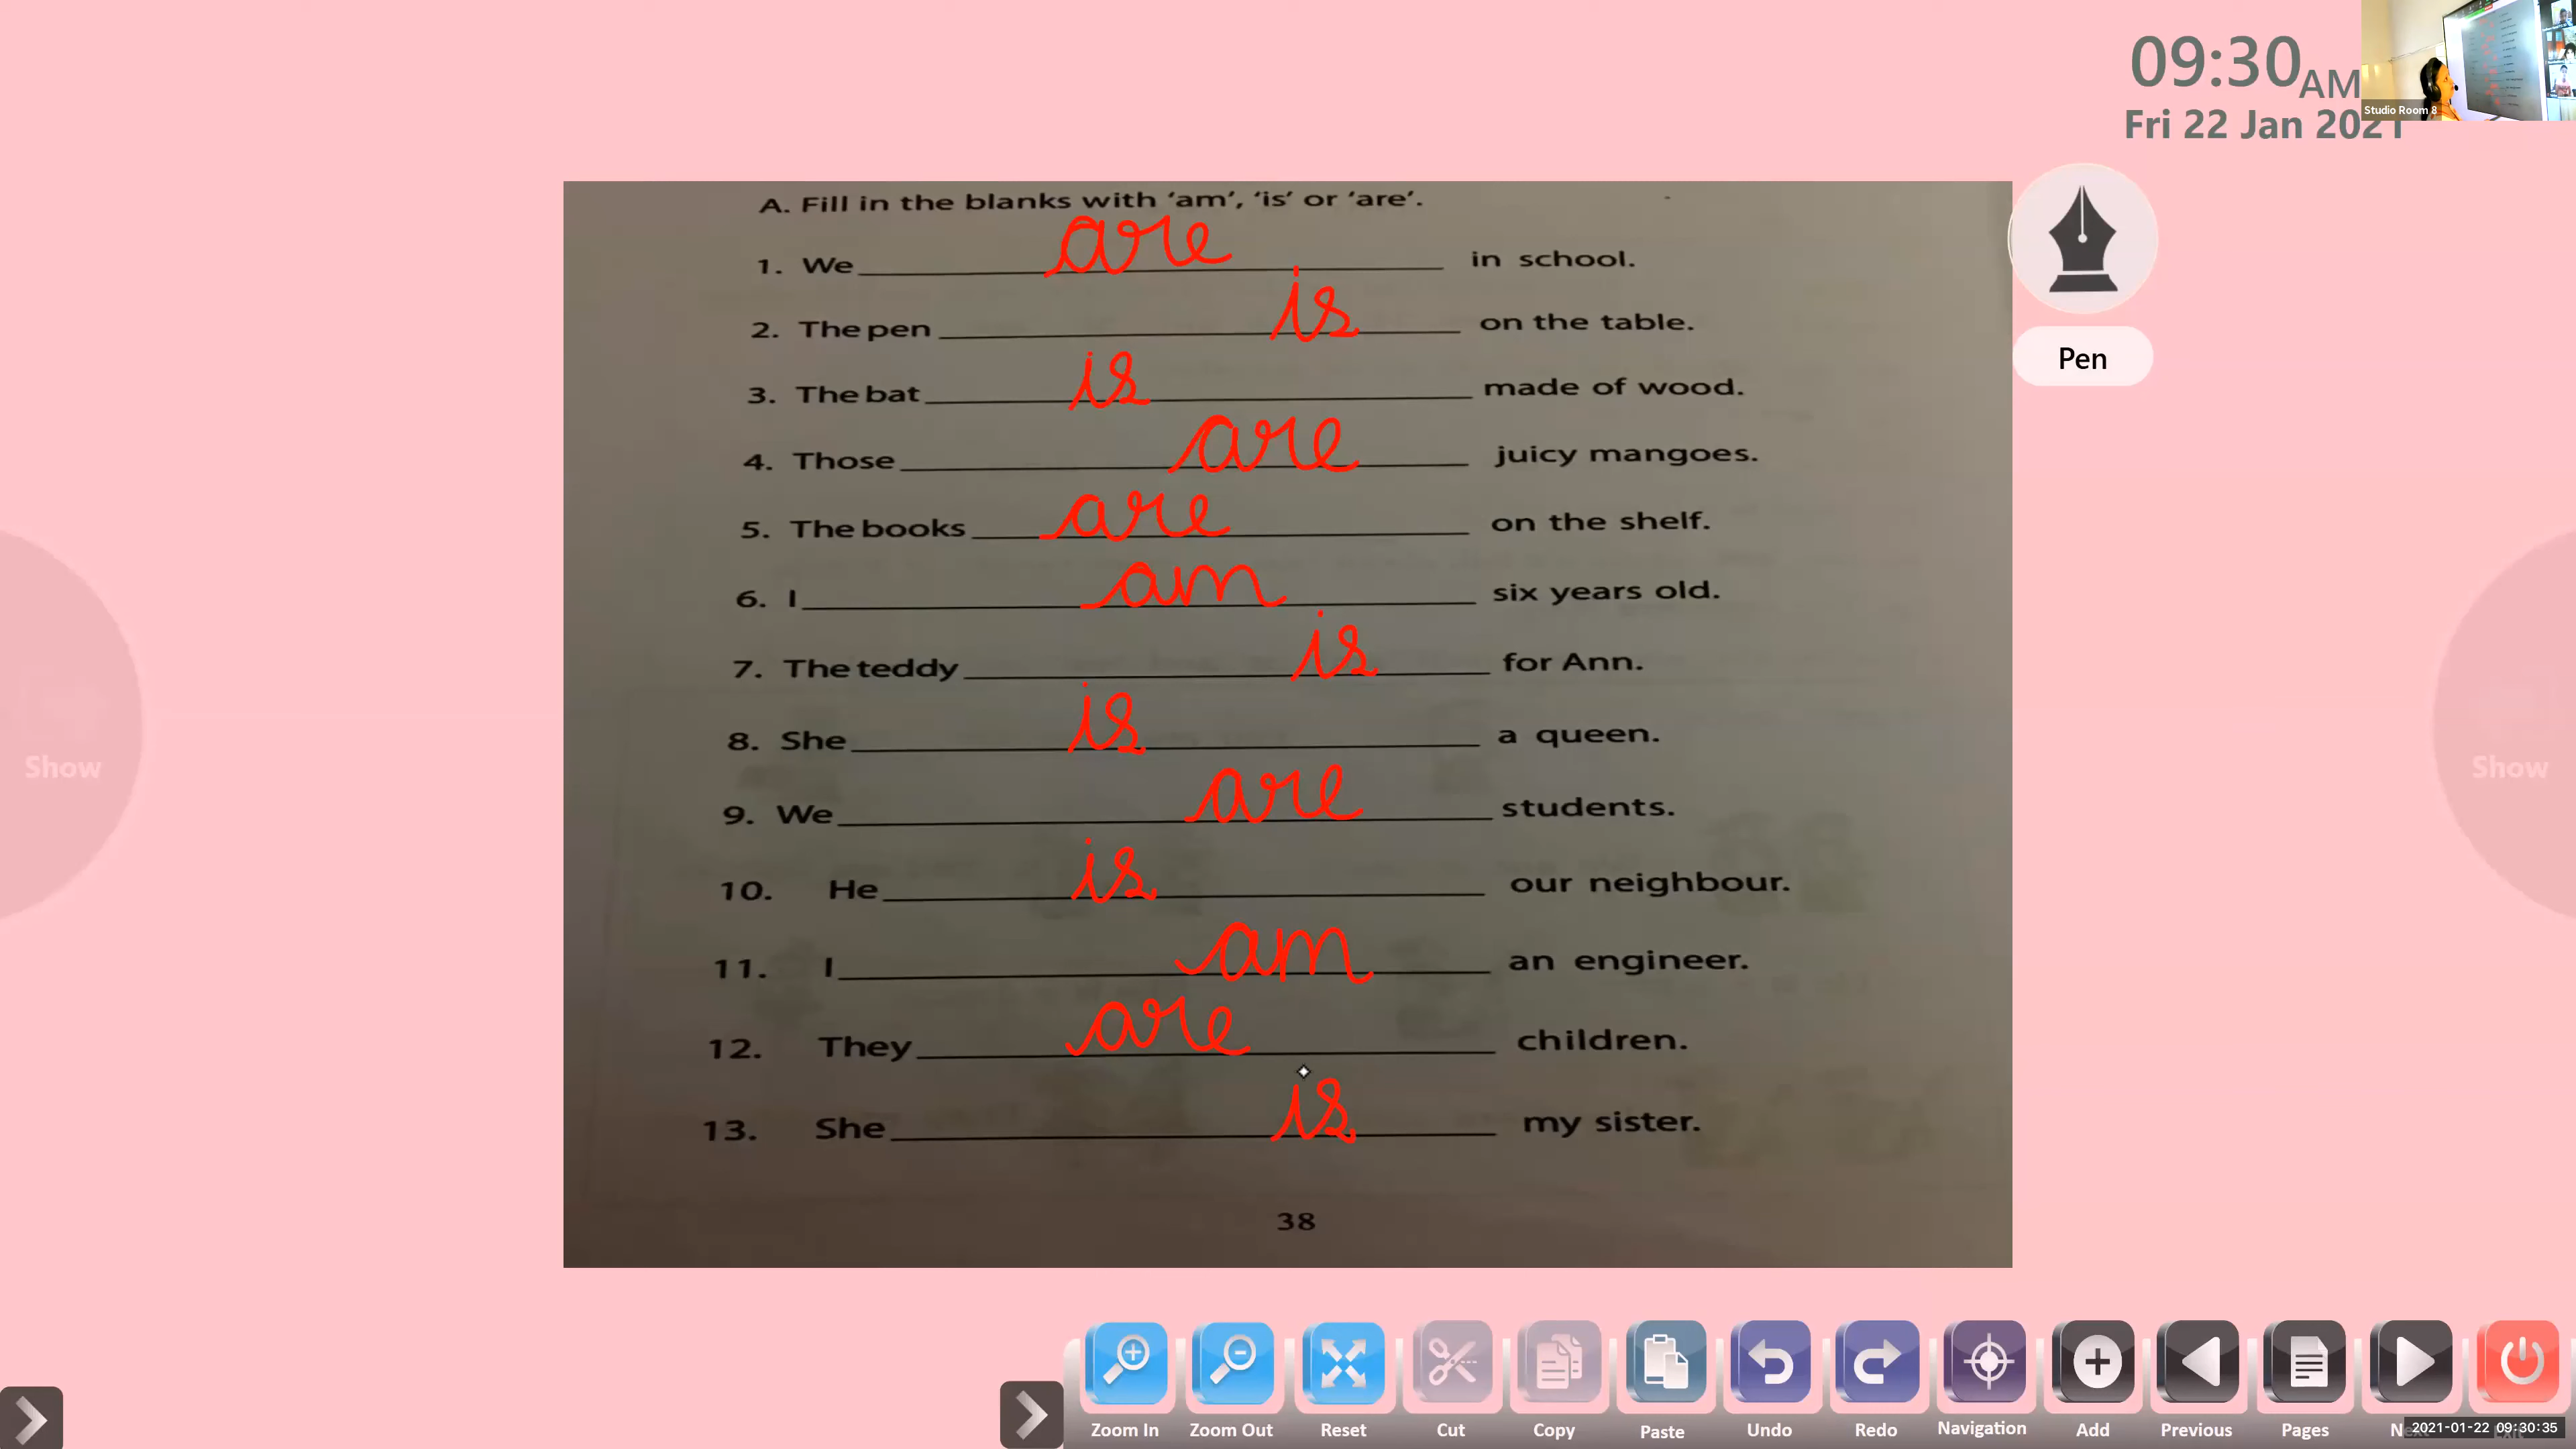 09:30 AM
Fri 22 Jan 2021
Studio Room 8
Pen
A. Fill in the blanks with ‘am’, ‘is’ or ‘are’.
1. We are in school.
2. The pen is on the table.
3. The bat is made of wood.
4. Those are juicy mangoes.
5. The books are on the shelf.
6. I am six years old.
7. The teddy is for Ann.
8. She is a queen.
9. We are students.
10. He is our neighbour.
11. I am an engineer.
12. They are children.
13. She is my sister.
38
Show
Show
Zoom In Zoom Out Reset Cut Copy Paste Undo Redo Navigation Add Previous Pages
2021-01-22 09:30:35